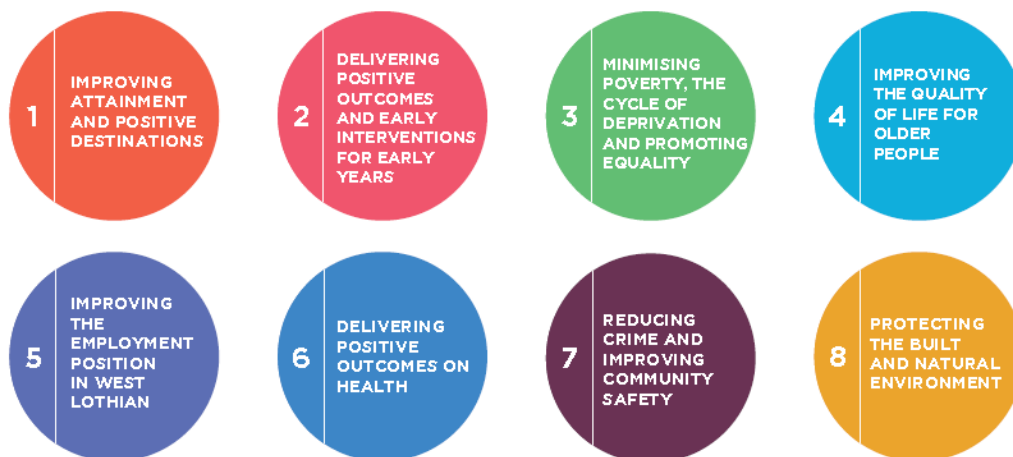 1
IMPROVING
ATTAINMENT
AND POSITIVE
DESTINATIONS
2
DELIVERING
POSITIVE
OUTCOMES
AND EARLY
INTERVENTIONS
FOR EARLY
YEARS
3
MINIMISING
POVERTY, THE
CYCLE OF
DEPRIVATION
AND PROMOTING
EQUALITY
4
IMPROVING
THE QUALITY
OF LIFE FOR
OLDER
PEOPLE
5
IMPROVING
THE
EMPLOYMENT
POSITION
IN WEST
LOTHIAN
6
DELIVERING
POSITIVE
OUTCOMES ON
HEALTH
7
REDUCING
CRIME AND
IMPROVING
COMMUNITY
SAFETY
8
PROTECTING
THE BUILT
AND NATURAL
ENVIRONMENT